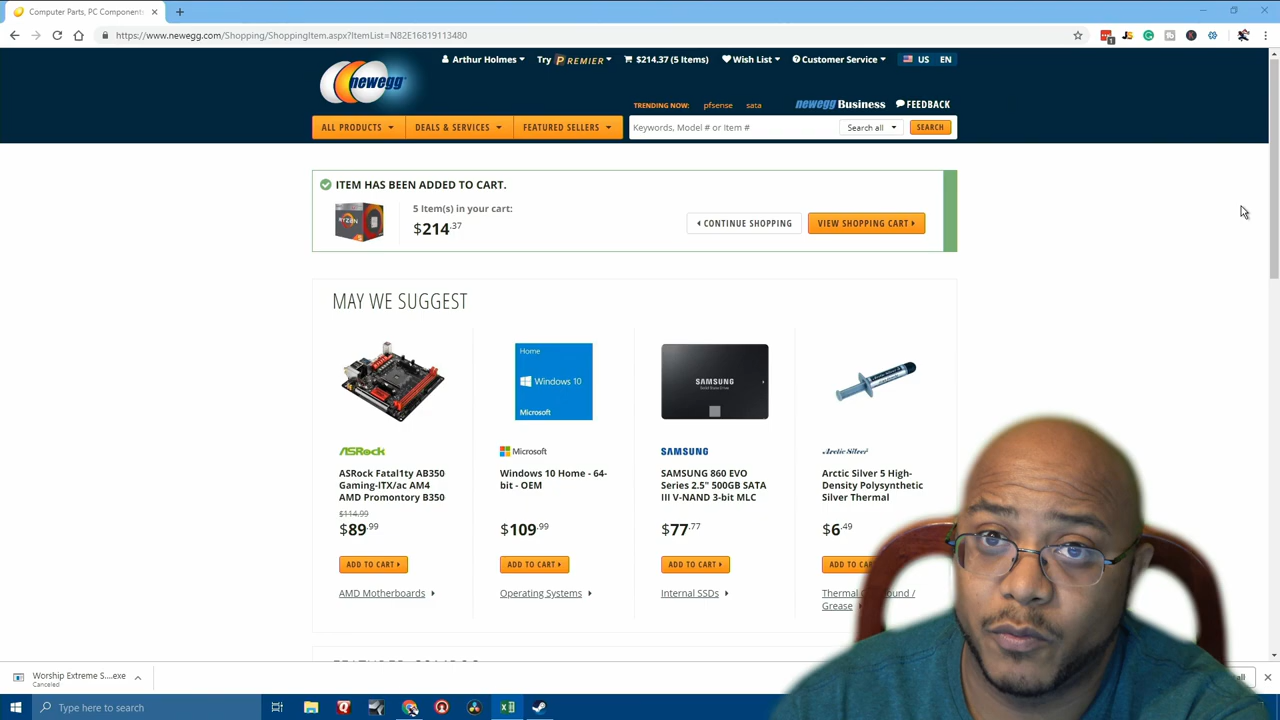 Computer Parts, PC Component
https://www.newegg.com/Shopping/ShoppingItem.aspx?ItemList=N82E16819113480
1
Arthur Holmes
Try PREMIER
$214.37 (5 Items)
Wish List
Customer Service
US
EN
newegg
TRENDING NOW:
pfsense
sata
newegg Business
FEEDBACK
ALL PRODUCTS
DEALS & SERVICES
FEATURED SELLERS
Keywords, Model # or Item #
Search all
SEARCH
ITEM HAS BEEN ADDED TO CART.
RYZEN
5 Item(s) in your cart:
$214.37
CONTINUE SHOPPING
VIEW SHOPPING CART
MAY WE SUGGEST
Home
Windows 10
Microsoft
SAMSUNG
ASRock
Microsoft
SAMSUNG
Arctic Silver
ASRock Fatal1ty AB350
Gaming-ITX/ac AM4
AMD Promontory B350
Windows 10 Home - 64-
bit - OEM
SAMSUNG 860 EVO
Series 2.5" 500GB SATA
III V-NAND 3-bit MLC
Arctic Silver 5 High-
Density Polysynthetic
Silver Thermal
$114.99
$89.99
$109.99
$77.77
$6.49
ADD TO CART
ADD TO CART
ADD TO CART
ADD TO CAR
AMD Motherboards
Operating Systems
Internal SSDs
Thermal
und /
Grease
Worship Extreme S....exe
Canceled
Type here to search